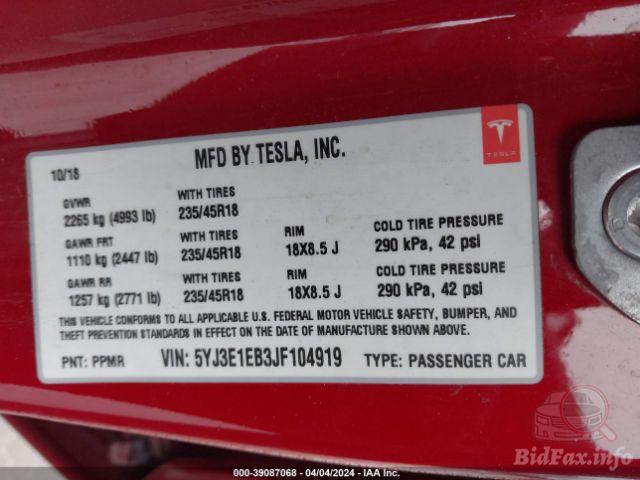 MFD BY TESLA, INC.
TESLA
10/18
GVWR
2265 kg (4993 lb)
WITH TIRES
235/45R18
GAWR FRT
1110 kg (2447 lb)
WITH TIRES
235/45R18
RIM
18X8.5 J
COLD TIRE PRESSURE
290 kPa, 42 psi
GAWR RR
1257 kg (2771 lb)
WITH TIRES
235/45R18
RIM
18X8.5 J
COLD TIRE PRESSURE
290 kPa, 42 psi
THIS VEHICLE CONFORMS TO ALL APPLICABLE U.S. FEDERAL MOTOR VEHICLE SAFETY, BUMPER, AND
THEFT PREVENTION STANDARDS IN EFFECT ON THE DATE OF MANUFACTURE SHOWN ABOVE.
PNT: PPMR VIN: 5YJ3E1EB3JF104919 TYPE: PASSENGER CAR
BidFax.info
000-39087068 - 04/04/2024 - IAA Inc.